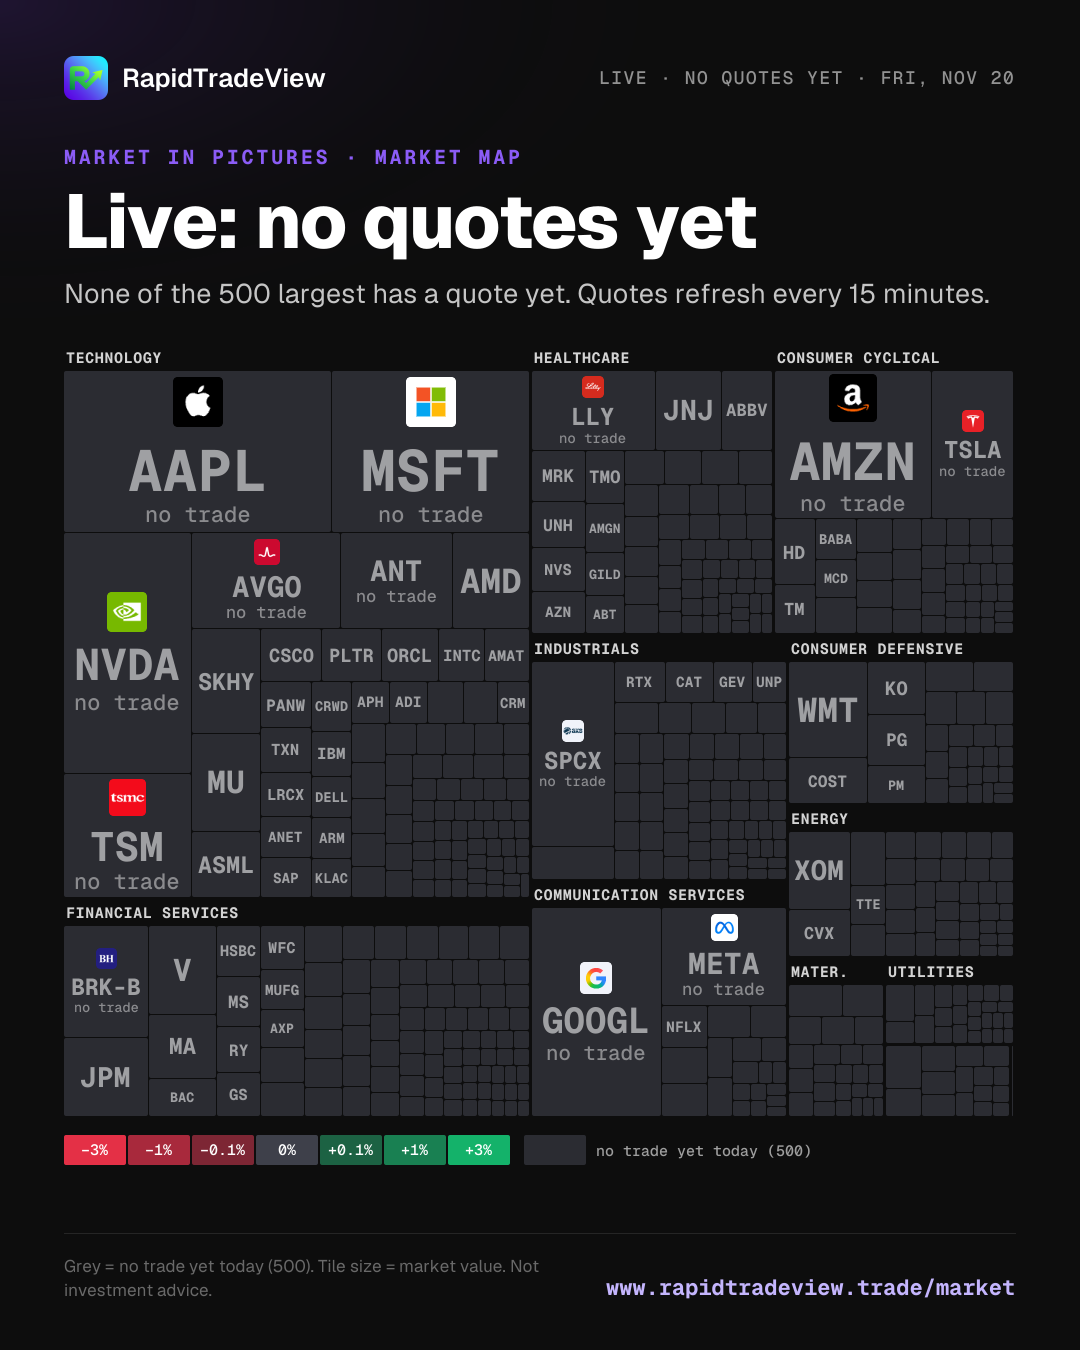 RapidTradeView
LIVE · NO QUOTES YET · FRI, NOV 20
MARKET IN PICTURES · MARKET MAP
Live: no quotes yet
None of the 500 largest has a quote yet. Quotes refresh every 15 minutes.
TECHNOLOGY
AAPL
no trade
MSFT
no trade
NVDA
no trade
AVGO
no trade
ANT
no trade
AMD
tsmc
TSM
no trade
SKHY
MU
ASML
CSCO
PLTR
ORCL
INTC
AMAT
PANW
CRWD
APH
ADI
CRM
TXN
IBM
LRCX
DELL
ANET
ARM
SAP
KLAC
HEALTHCARE
Lilly
LLY
no trade
JNJ
ABBV
MRK
TMO
UNH
AMGN
NVS
GILD
AZN
ABT
CONSUMER CYCLICAL
a
AMZN
no trade
TSLA
no trade
HD
BABA
MCD
TM
INDUSTRIALS
SPCX
no trade
RTX
CAT
GEV
UNP
CONSUMER DEFENSIVE
WMT
KO
PG
COST
PM
ENERGY
XOM
TTE
CVX
FINANCIAL SERVICES
BH
BRK-B
no trade
JPM
V
MA
BAC
HSBC
MS
RY
GS
WFC
MUFG
AXP
COMMUNICATION SERVICES
G
GOOGL
no trade
META
no trade
NFLX
MATER.
UTILITIES
−3%
−1%
−0.1%
0%
+0.1%
+1%
+3%
no trade yet today (500)
Grey = no trade yet today (500). Tile size = market value. Not
investment advice.
www.rapidtradeview.trade/market